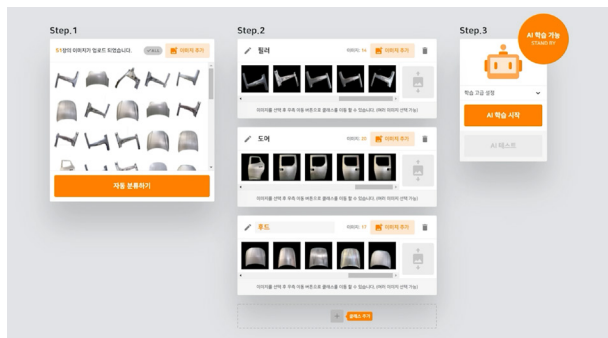 Step.1
51장의 이미지가 업로드 되었습니다.
이미지 추가
자동 분류하기
Step.2
필러
이미지: 14
이미지 추가
이미지를 선택 후 우측 이동 버튼으로 클래스를 이동 할 수 있습니다. (여러 이미지 선택 가능)
도어
이미지: 20
이미지 추가
이미지를 선택 후 우측 이동 버튼으로 클래스를 이동 할 수 있습니다. (여러 이미지 선택 가능)
후드
이미지: 17
이미지 추가
이미지를 선택 후 우측 이동 버튼으로 클래스를 이동 할 수 있습니다. (여러 이미지 선택 가능)
클래스 추가
Step.3
AI 학습 가능
STAND BY
학습 고급 설정
AI 학습 시작
AI 테스트